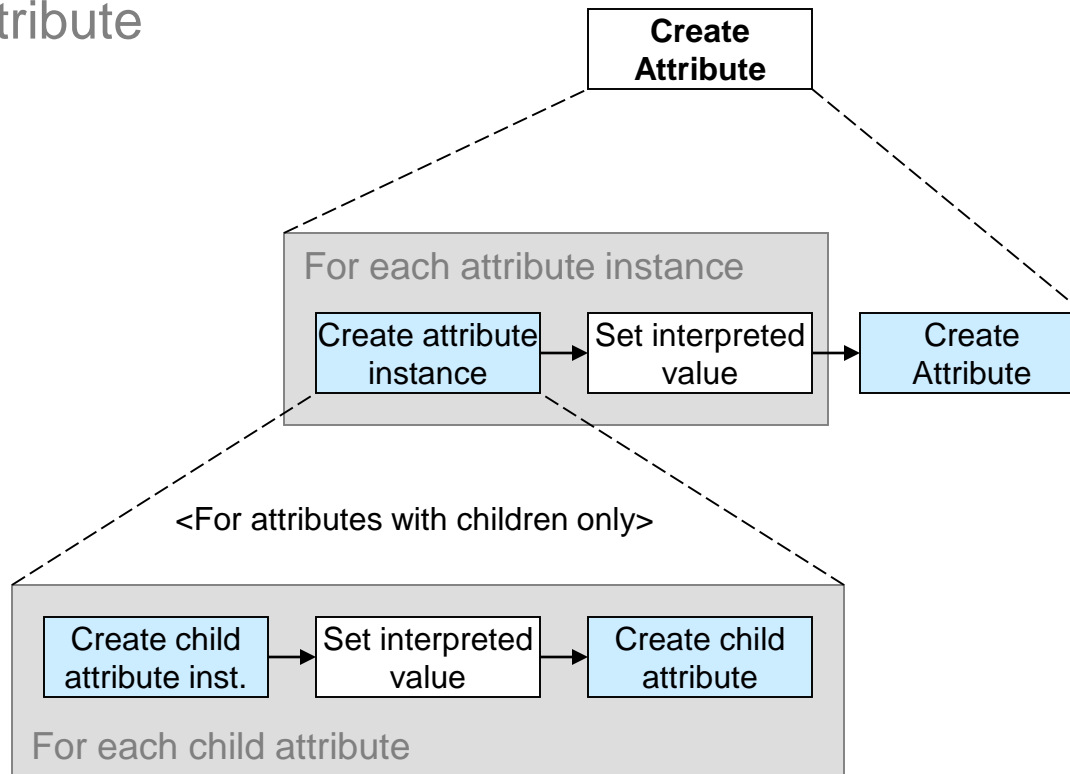 tribute
Create
Attribute
For each attribute instance
Create attribute
instance
Set interpreted
value
Create
Attribute
<For attributes with children only>
Create child
attribute inst.
Set interpreted
value
Create child
attribute
For each child attribute